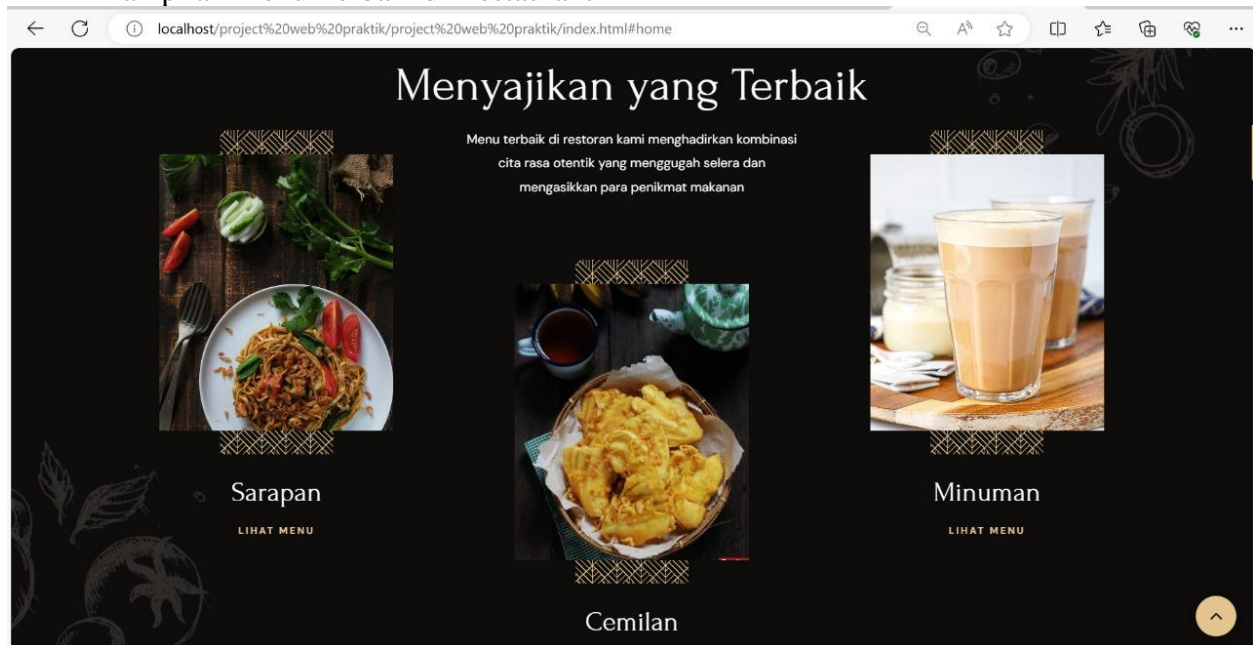 localhost/project%20web%20praktik/project%20web%20praktik/index.html#home
Menyajikan yang Terbaik
Menu terbaik di restoran kami menghadirkan kombinasi
cita rasa otentik yang menggugah selera dan
mengasikkan para penikmat makanan
Sarapan
LIHAT MENU
Minuman
LIHAT MENU
Cemilan